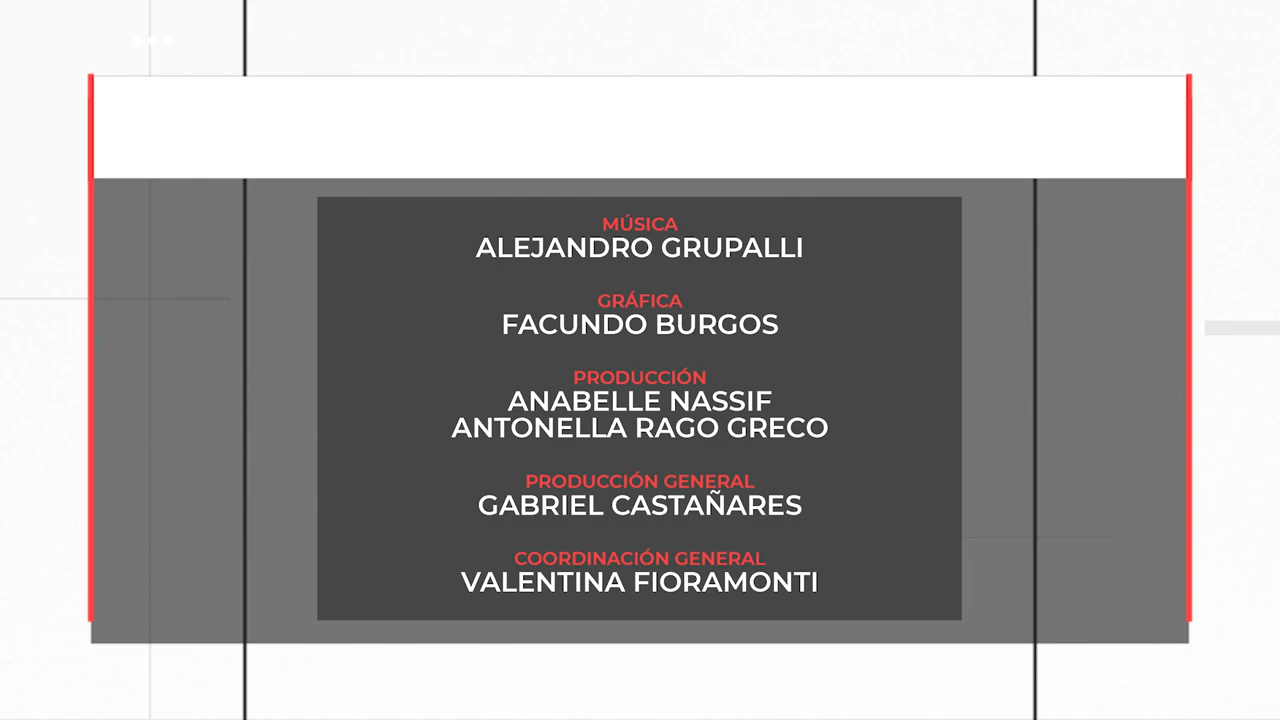 MÚSICA
ALEJANDRO GRUPALLI
GRÁFICA
FACUNDO BURGOS
PRODUCCIÓN
ANABELLE NASSIF
ANTONELLA RAGO GRECO
PRODUCCIÓN GENERAL
GABRIEL CASTAÑARES
COORDINACIÓN GENERAL
VALENTINA FIORAMONTI